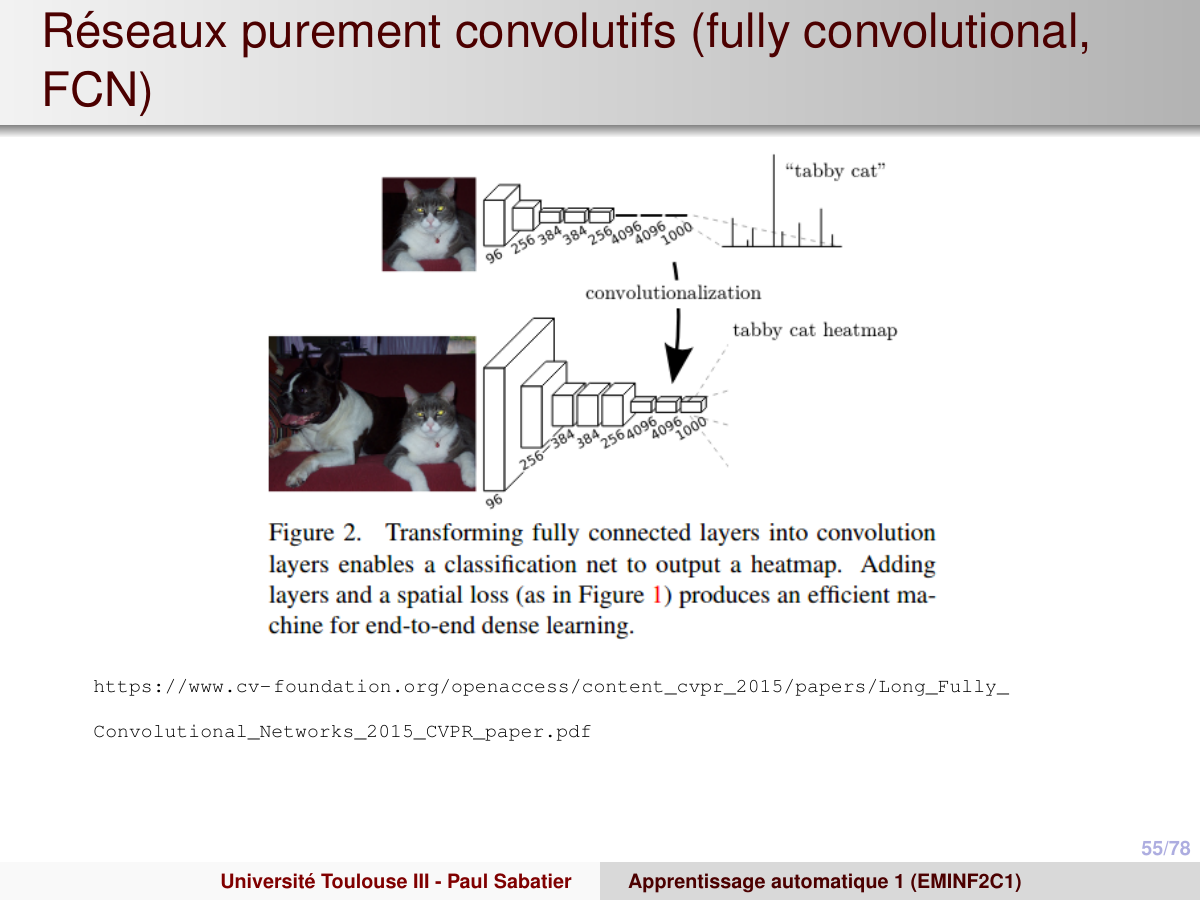 Réseaux purement convolutifs (fully convolutional,
FCN)
“tabby cat”
96 256 384 384 256 4096 4096 1000
convolutionalization
tabby cat heatmap
96 256 384 384 256 4096 4096 1000
Figure 2. Transforming fully connected layers into convolution
layers enables a classification net to output a heatmap. Adding
layers and a spatial loss (as in Figure 1) produces an efficient ma-
chine for end-to-end dense learning.
https://www.cv-foundation.org/openaccess/content_cvpr_2015/papers/Long_Fully_
Convolutional_Networks_2015_CVPR_paper.pdf
55/78
Université Toulouse III - Paul Sabatier Apprentissage automatique 1 (EMINF2C1)